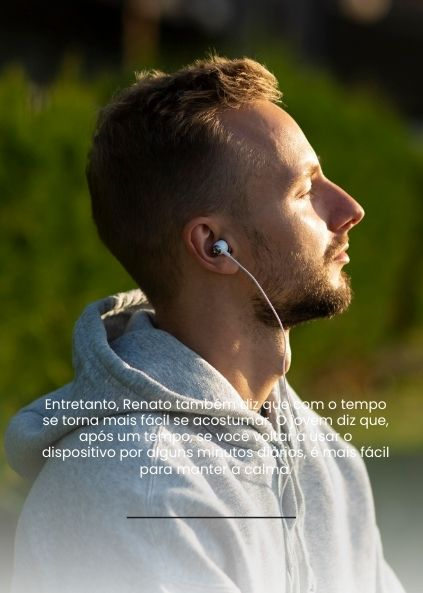 Entretanto, Renato também diz que com o tempo
se torna mais fácil se acostumar. O jovem diz que,
após um tempo, se você voltar a usar o
dispositivo por alguns minutos diários, é mais fácil
para manter a calma.